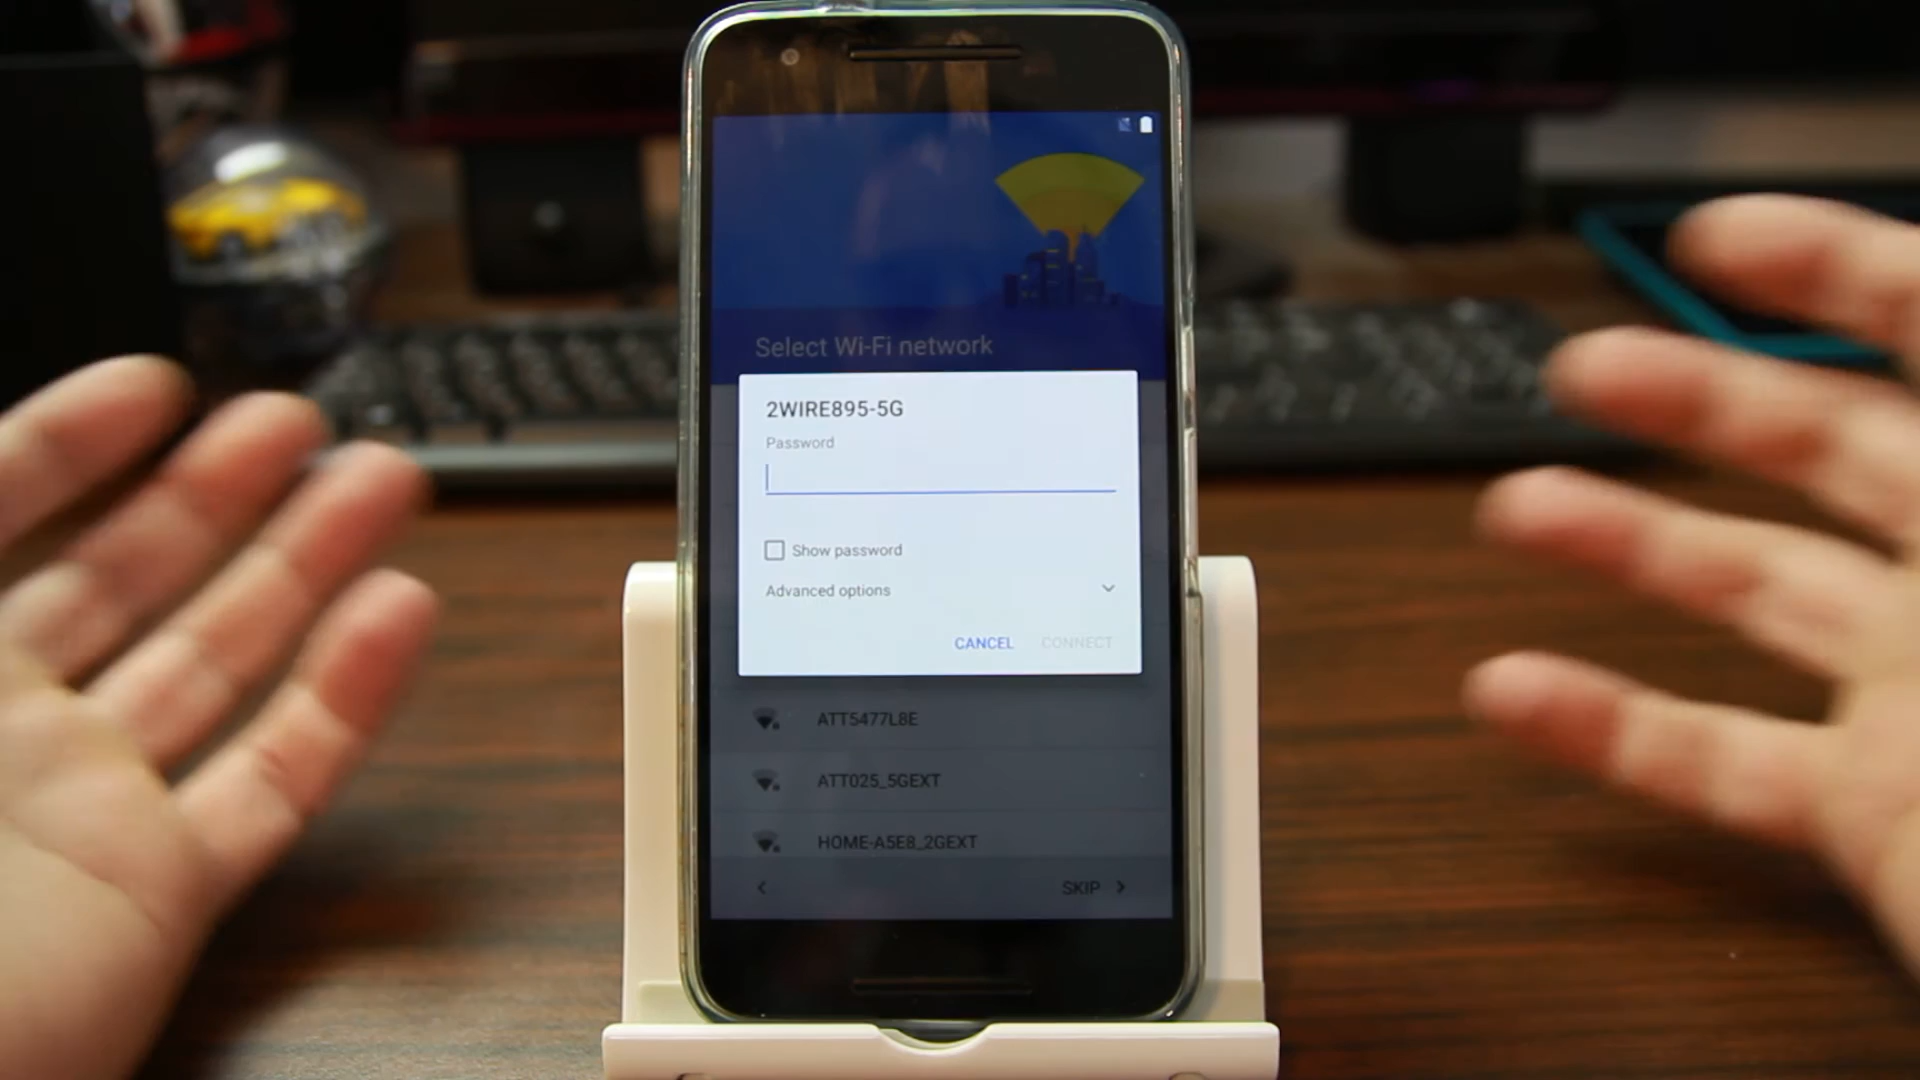 Select Wi-Fi network
2WIRE895-5G
Password
Show password
Advanced options
CANCEL CONNECT
ATT5477L8E
ATT025_5GEXT
HOME-A5E8_2GEXT
SKIP